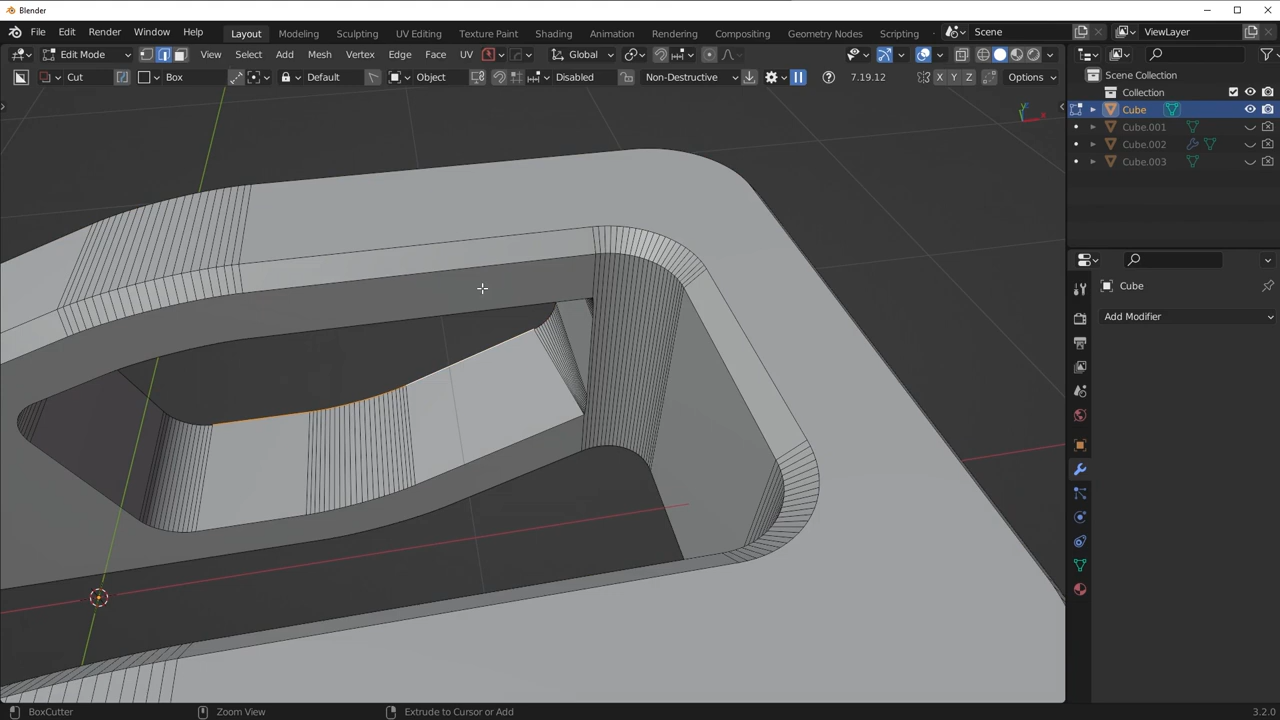 Blender
File Edit Render Window Help Layout Modeling Sculpting UV Editing Texture Paint Shading Animation Rendering Compositing Geometry Nodes Scripting Scene ViewLayer
Edit Mode View Select Add Mesh Vertex Edge Face UV Global
Cut Box Default Object Disabled Non-Destructive 7.19.12 X Y Z Options
Scene Collection
Collection
Cube
Cube.001
Cube.002
Cube.003
Cube
Add Modifier
BoxCutter Zoom View Extrude to Cursor or Add 3.2.0